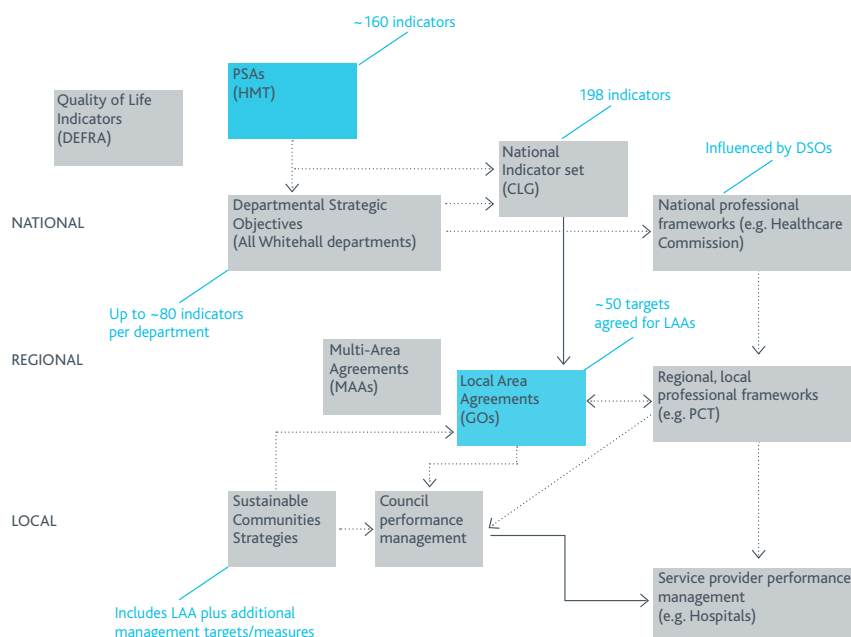 ~160 indicators
PSAs
(HMT)
Quality of Life
Indicators
(DEFRA)
198 indicators
National
Indicator set
(CLG)
Influenced by DSOs
NATIONAL
Departmental Strategic
Objectives
(All Whitehall departments)
National professional
frameworks (e.g. Healthcare
Commission)
Up to ~80 indicators
per department
~50 targets
agreed for LAAs
REGIONAL
Multi-Area
Agreements
(MAAs)
Local Area
Agreements
(GOs)
Regional, local
professional frameworks
(e.g. PCT)
LOCAL
Sustainable
Communities
Strategies
Council
performance
management
Service provider performance
management
(e.g. Hospitals)
Includes LAA plus additional
management targets/measures